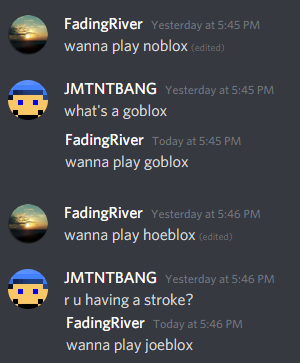 FadingRiver Yesterday at 5:45 PM
wanna play noblox (edited)
JMTNTBANG Yesterday at 5:45 PM
what's a goblox
FadingRiver Today at 5:45 PM
wanna play goblox
FadingRiver Yesterday at 5:46 PM
wanna play hoeblox (edited)
JMTNTBANG Yesterday at 5:46 PM
r u having a stroke?
FadingRiver Today at 5:46 PM
wanna play joeblox